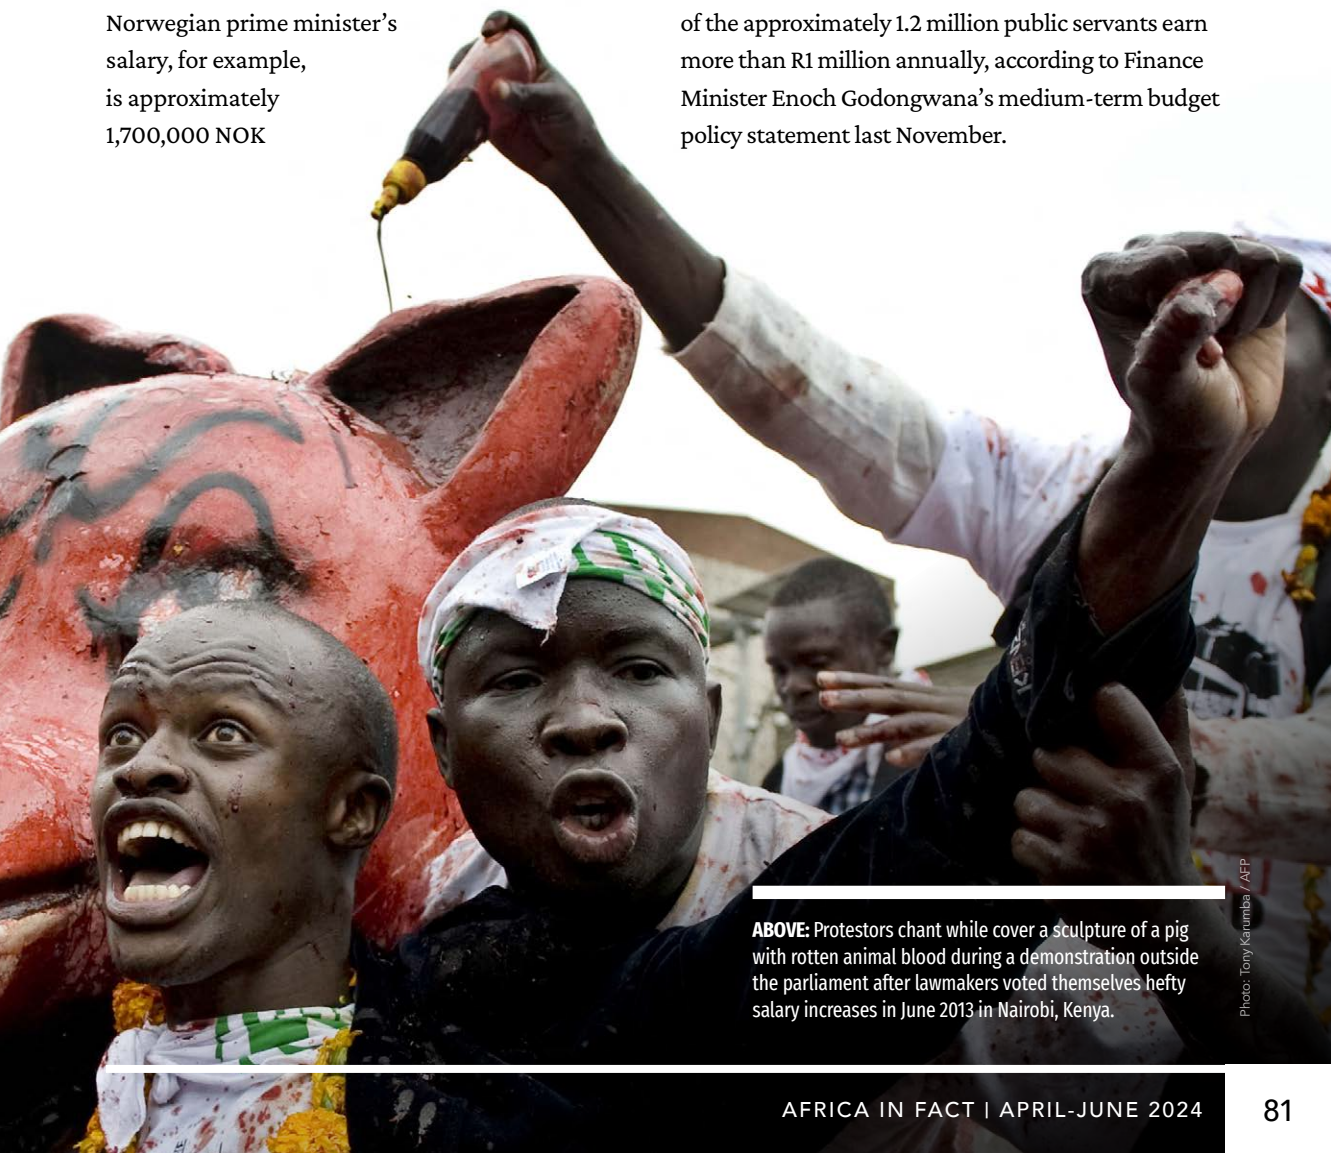 Norwegian prime minister’s
salary, for example,
is approximately
1,700,000 NOK
of the approximately 1.2 million public servants earn
more than R1 million annually, according to Finance
Minister Enoch Godongwana’s medium-term budget
policy statement last November.
ABOVE: Protestors chant while cover a sculpture of a pig
with rotten animal blood during a demonstration outside
the parliament after lawmakers voted themselves hefty
salary increases in June 2013 in Nairobi, Kenya.
Photo: Tony Karumba / AFP
AFRICA IN FACT | APRIL-JUNE 2024
81